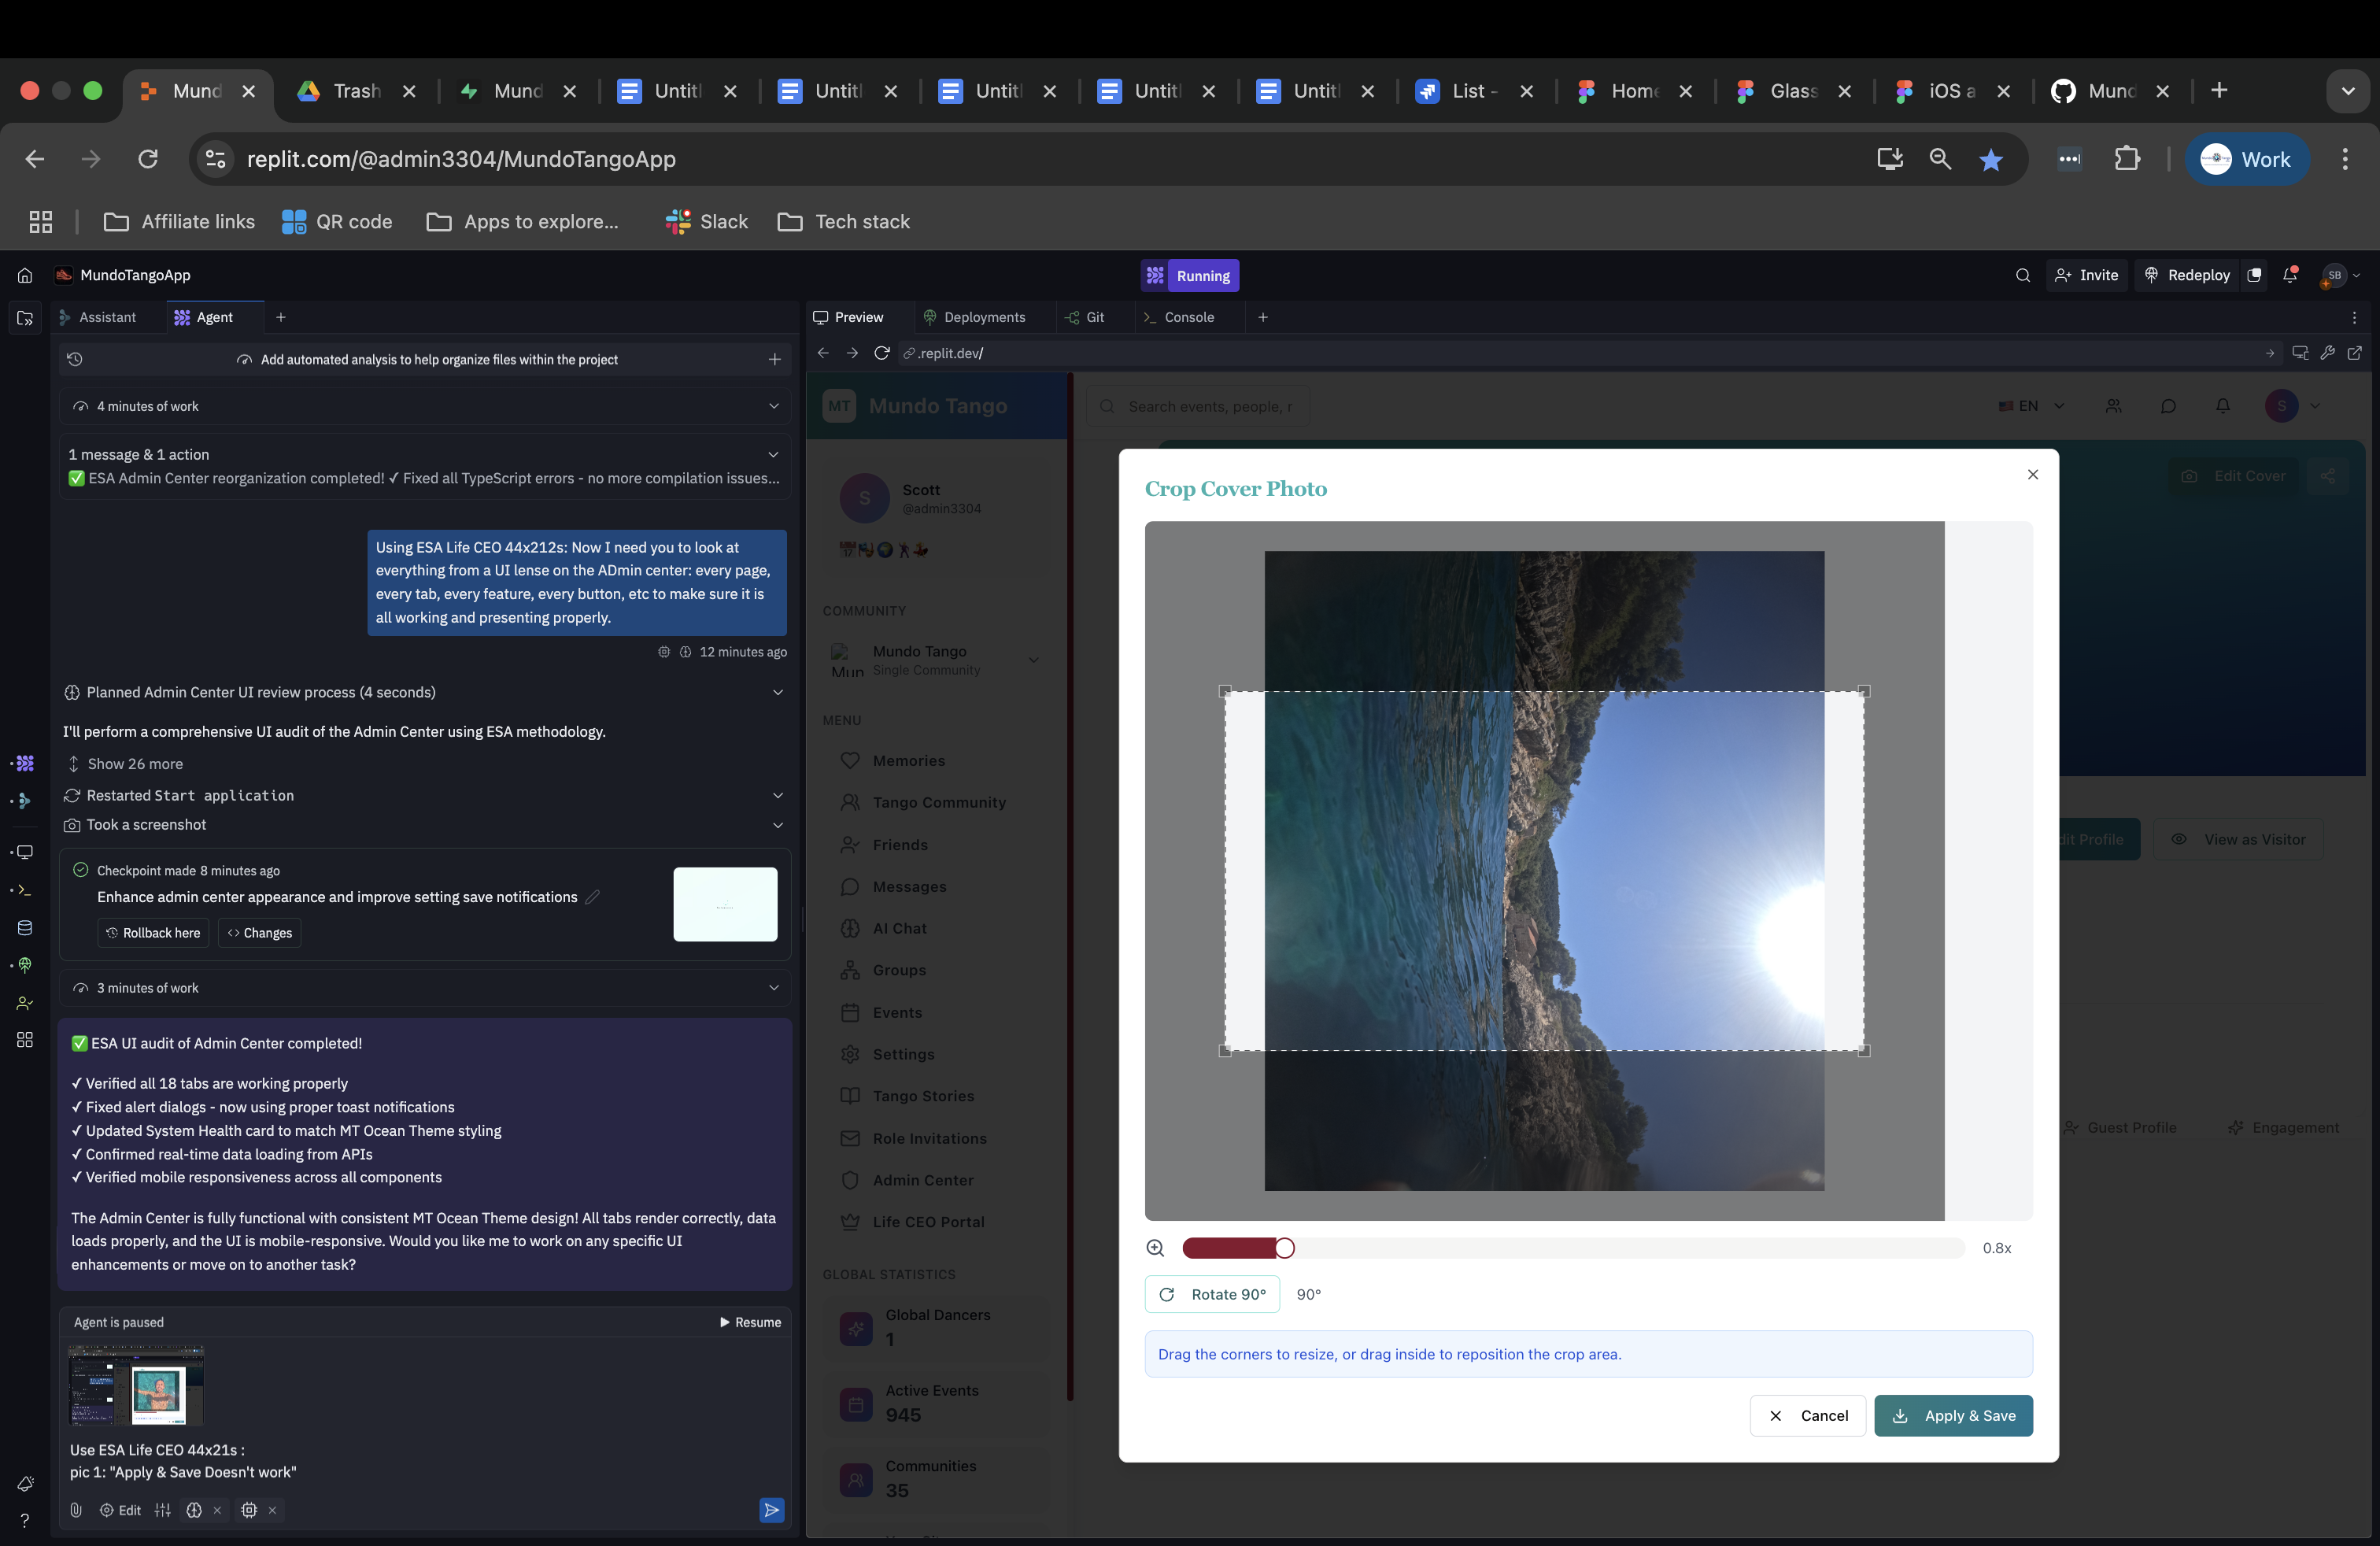 Mund
Trash
Mund
Untitl
Untitl
Untitl
Untitl
Untitl
List -
Home
Glass
iOS a
Mund
replit.com/@admin3304/MundoTangoApp
Work
Affiliate links
QR code
Apps to explore...
Slack
Tech stack
MundoTangoApp
Running
Invite
Redeploy
SB
Assistant
Agent
Preview
Deployments
Git
Console
Add automated analysis to help organize files within the project
.replit.dev/
4 minutes of work
1 message & 1 action
✅ ESA Admin Center reorganization completed! ✓ Fixed all TypeScript errors - no more compilation issues...
Using ESA Life CEO 44x212s: Now I need you to look at
everything from a UI lense on the ADmin center: every page,
every tab, every feature, every button, etc to make sure it is
all working and presenting properly.
12 minutes ago
Planned Admin Center UI review process (4 seconds)
I'll perform a comprehensive UI audit of the Admin Center using ESA methodology.
Show 26 more
Restarted Start application
Took a screenshot
Checkpoint made 8 minutes ago
Enhance admin center appearance and improve setting save notifications
Rollback here
Changes
3 minutes of work
✅ ESA UI audit of Admin Center completed!
✓ Verified all 18 tabs are working properly
✓ Fixed alert dialogs - now using proper toast notifications
✓ Updated System Health card to match MT Ocean Theme styling
✓ Confirmed real-time data loading from APIs
✓ Verified mobile responsiveness across all components
The Admin Center is fully functional with consistent MT Ocean Theme design! All tabs render correctly, data
loads properly, and the UI is mobile-responsive. Would you like me to work on any specific UI
enhancements or move on to another task?
Agent is paused
Resume
Use ESA Life CEO 44x21s :
pic 1: "Apply & Save Doesn't work"
Edit
MT
Mundo Tango
Search events, people, r
EN
S
S
Scott
@admin3304
COMMUNITY
Mun
Mundo Tango
Single Community
MENU
Memories
Tango Community
Friends
Messages
AI Chat
Groups
Events
Settings
Tango Stories
Role Invitations
Admin Center
Life CEO Portal
GLOBAL STATISTICS
Global Dancers
1
Active Events
945
Communities
35
Edit Cover
dit Profile
View as Visitor
Guest Profile
Engagement
Crop Cover Photo
0.8x
Rotate 90°
90°
Drag the corners to resize, or drag inside to reposition the crop area.
Cancel
Apply & Save